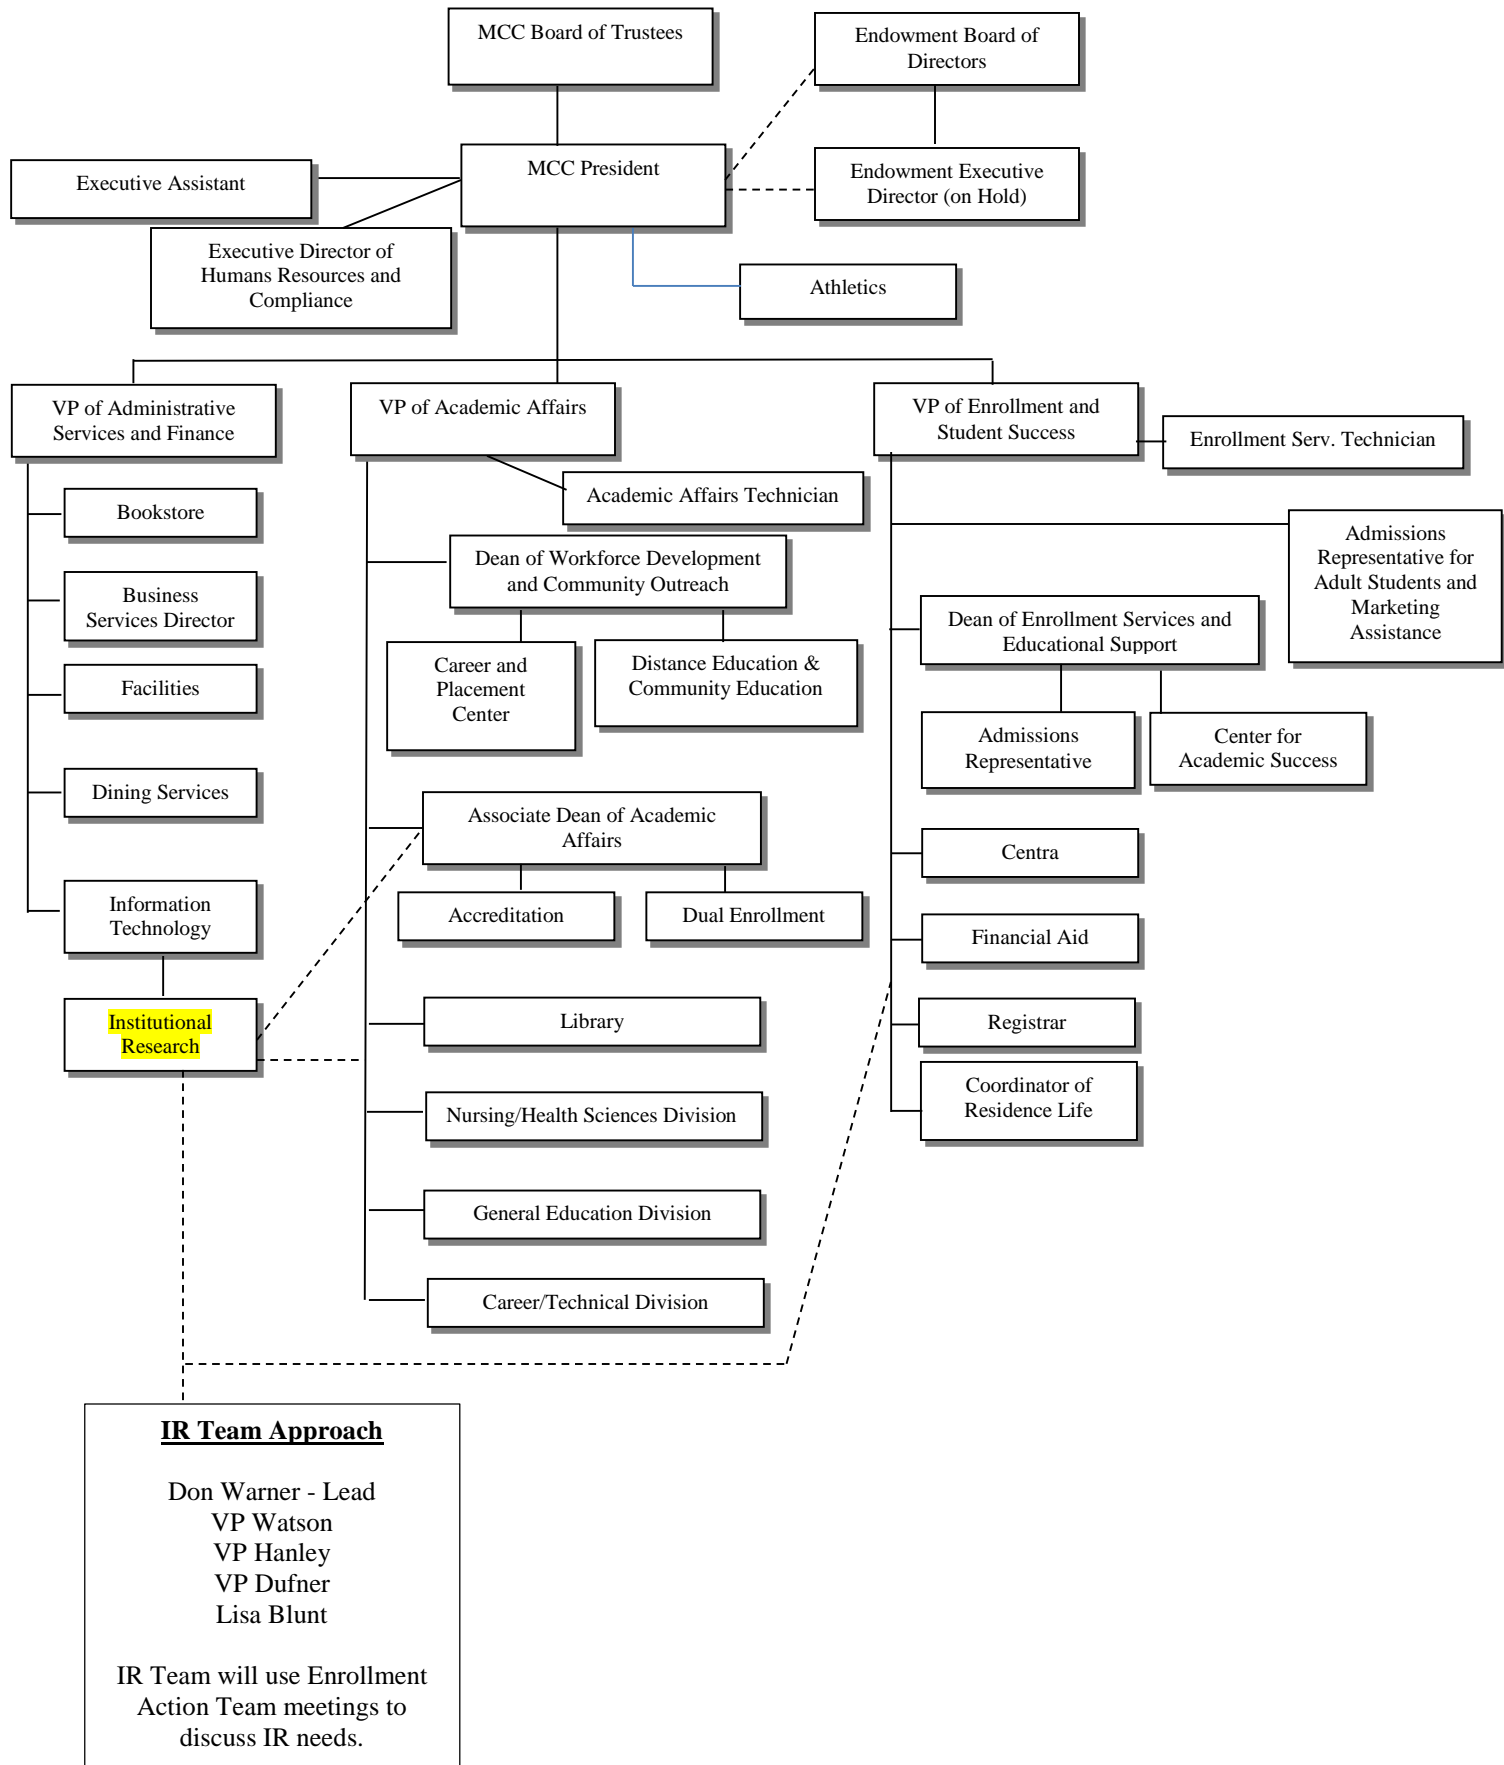 MCC Board of Trustees
Endowment Board of
Directors
MCC President
Endowment Executive
Director (on Hold)
Executive Assistant
Executive Director of
Humans Resources and
Compliance
Athletics
VP of Administrative
Services and Finance
VP of Academic Affairs
VP of Enrollment and
Student Success
Enrollment Serv. Technician
Bookstore
Business
Services Director
Facilities
Dining Services
Information
Technology
Institutional
Research
Academic Affairs Technician
Dean of Workforce Development
and Community Outreach
Career and
Placement
Center
Distance Education &
Community Education
Associate Dean of Academic
Affairs
Accreditation
Dual Enrollment
Library
Nursing/Health Sciences Division
General Education Division
Career/Technical Division
Admissions
Representative for
Adult Students and
Marketing
Assistance
Dean of Enrollment Services and
Educational Support
Admissions
Representative
Center for
Academic Success
Centra
Financial Aid
Registrar
Coordinator of
Residence Life
IR Team Approach
Don Warner - Lead
VP Watson
VP Hanley
VP Dufner
Lisa Blunt
IR Team will use Enrollment
Action Team meetings to
discuss IR needs.